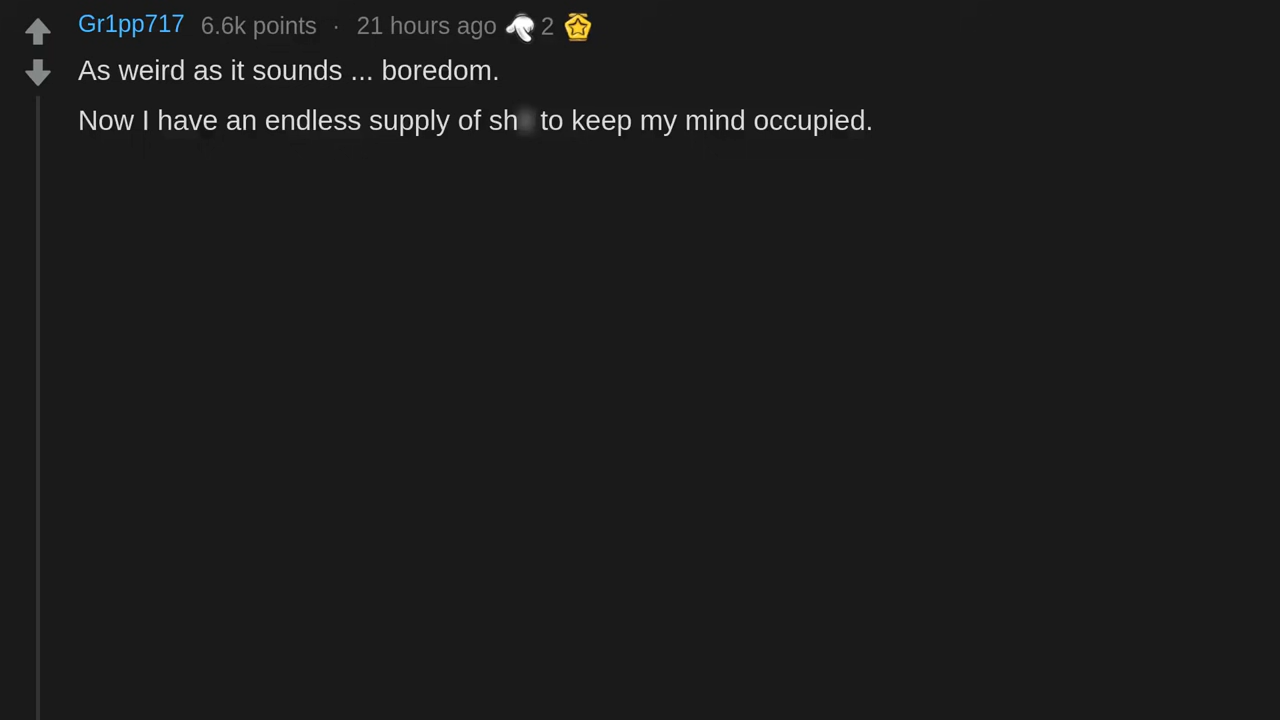 Gr1pp717 6.6k points · 21 hours ago 2
As weird as it sounds ... boredom.
Now I have an endless supply of sh to keep my mind occupied.